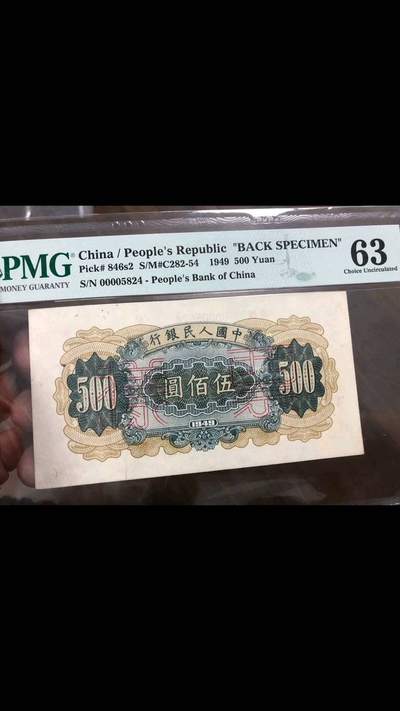 PMG
MONEY GUARANTY
China / People's Republic "BACK SPECIMEN"
Pick# 846s2 S/M#C282-54 1949 500 Yuan
S/N 00005824 - People's Bank of China
63
Choice Uncirculated
行銀民人國中
500 圓佰伍 500
1949